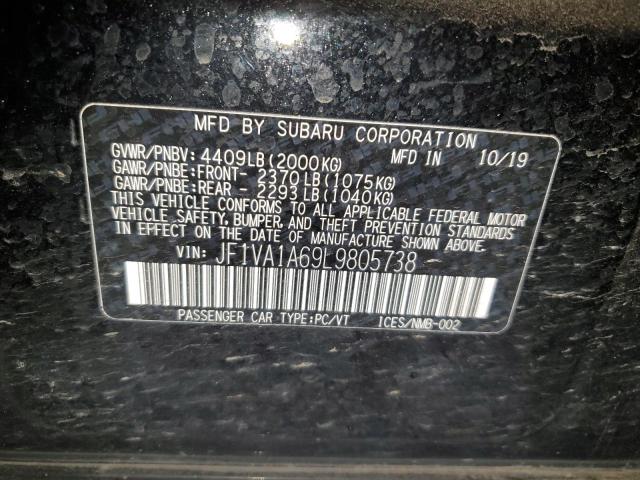 MFD BY SUBARU CORPORATION
GVWR/PNBV: 4409LB(2000KG) MFD IN 10/19
GAWR/PNBE:FRONT- 2370LB(1075KG)
GAWR/PNBE:REAR - 2293LB(1040KG)
THIS VEHICLE CONFORMS TO ALL APPLICABLE FEDERAL MOTOR
VEHICLE SAFETY, BUMPER, AND THEFT PREVENTION STANDARDS
IN EFFECT ON THE DATE OF MANUFACTURE SHOWN ABOVE.
VIN: JF1VA1A69L9805738
PASSENGER CAR TYPE:PC/VT ICES/NMB-002